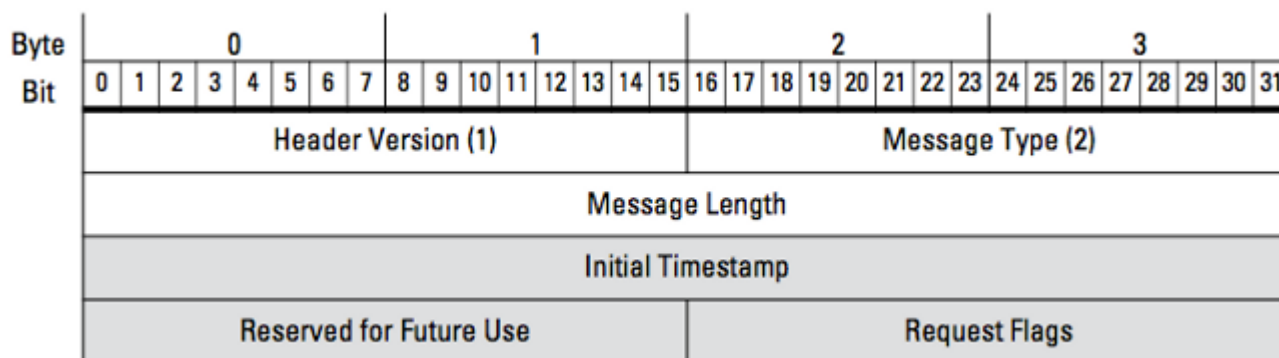 Byte 0 1 2 3
Bit 0 1 2 3 4 5 6 7 8 9 10 11 12 13 14 15 16 17 18 19 20 21 22 23 24 25 26 27 28 29 30 31
Header Version (1) Message Type (2)
Message Length
Initial Timestamp
Reserved for Future Use Request Flags